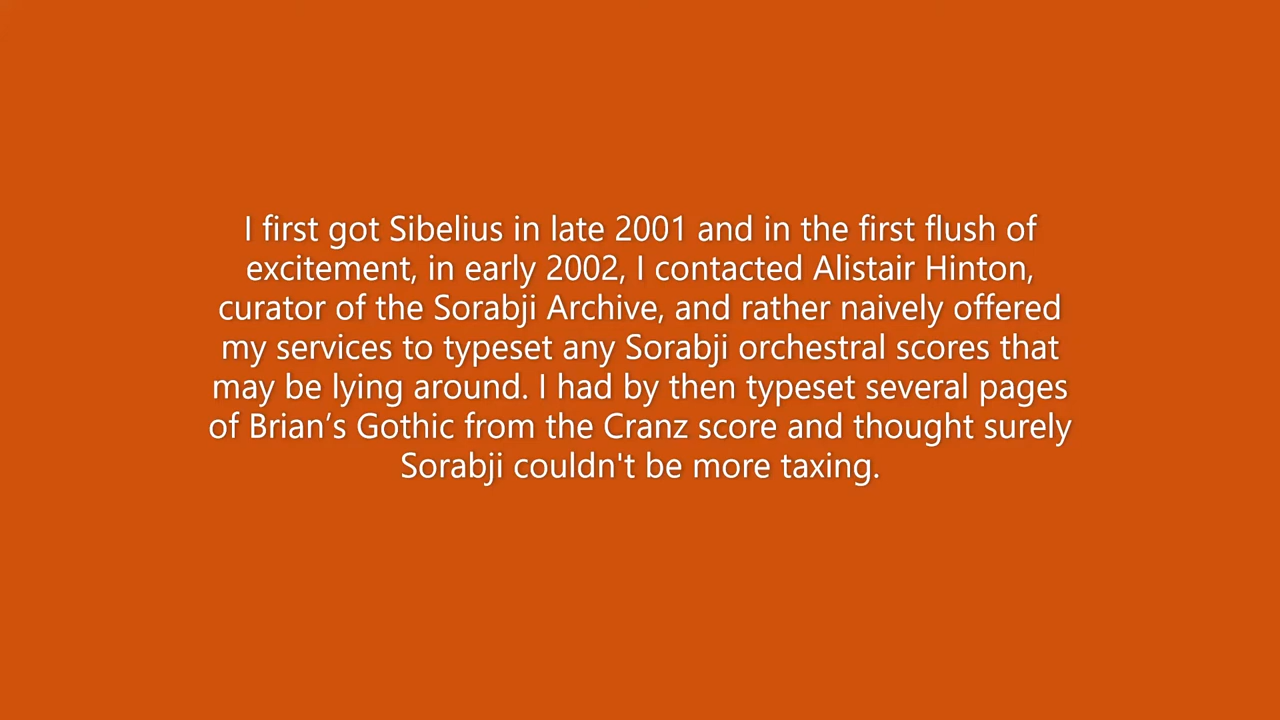 I first got Sibelius in late 2001 and in the first flush of
excitement, in early 2002, I contacted Alistair Hinton,
curator of the Sorabji Archive, and rather naively offered
my services to typeset any Sorabji orchestral scores that
may be lying around. I had by then typeset several pages
of Brian’s Gothic from the Cranz score and thought surely
Sorabji couldn't be more taxing.